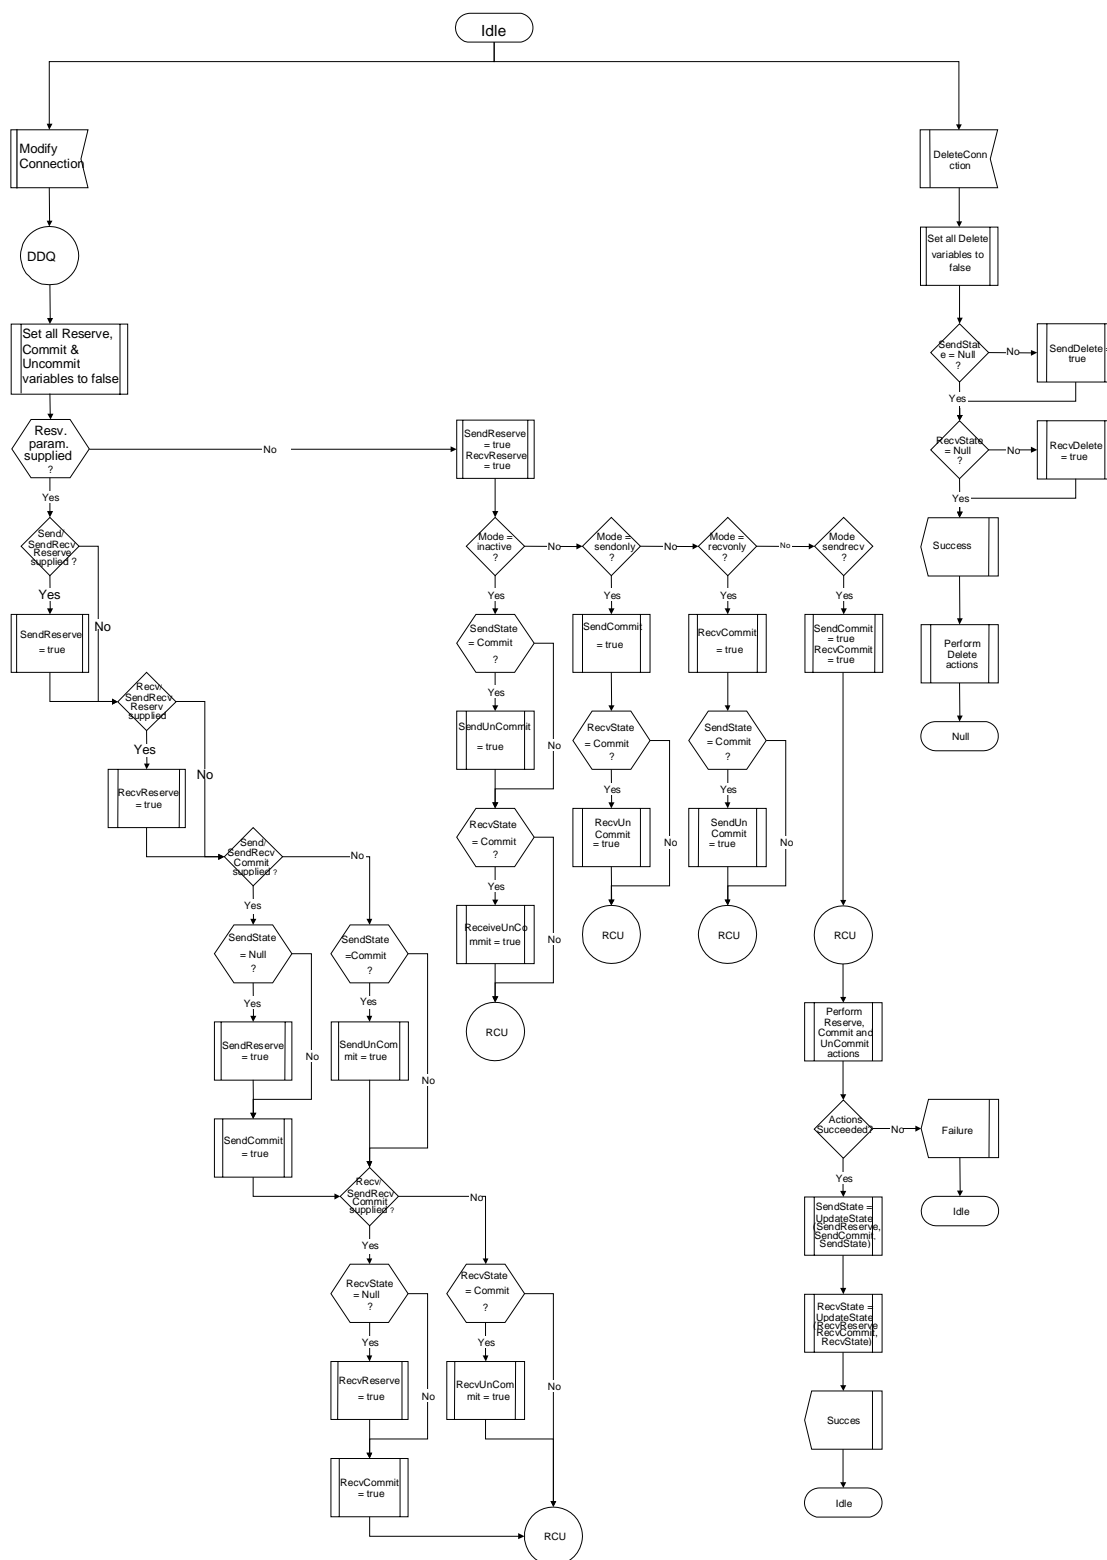 Idle
Modify
Connection
DDQ
Set all Reserve,
Commit &
Uncommit
variables to false
Resv.
param.
supplied
?
No
Yes
Send/
SendRecv
Reserve
supplied ?
Yes
No
SendReserve
= true
Recv/
SendRecv
Reserv
supplied
Yes
No
RecvReserve
= true
Send/
SendRecv
Commit
supplied ?
No
Yes
SendState
= Null
?
Yes
No
SendReserve
= true
SendCommit
= true
SendState
=Commit
?
Yes
No
SendUnCom
mit = true
Recv/
SendRecv
Commit
supplied ?
No
Yes
RecvState
= Null
?
Yes
No
RecvReserve
= true
RecvCommit
= true
RecvState
= Commit
?
Yes
No
RecvUnCom
mit = true
RCU
SendReserve
= true
RecvReserve
= true
Mode =
inactive
?
No
Yes
SendState
= Commit
?
Yes
No
SendUnCommit
= true
RecvState
= Commit
?
Yes
No
ReceiveUnCo
mmit = true
RCU
Mode =
sendonly
?
No
Yes
SendCommit
= true
RecvState
= Commit
?
Yes
No
RecvUn
Commit
= true
RCU
Mode =
recvonly
?
No
Yes
RecvCommit
= true
SendState
= Commit
?
Yes
No
SendUn
Commit
= true
RCU
Mode
sendrecv
?
Yes
SendCommit
= true
RecvCommit
= true
RCU
Perform
Reserve,
Commit and
UnCommit
actions
Actions
Succeeded?
No
Failure
Idle
Yes
SendState =
UpdateState
(SendReserve,
SendCommit,
SendState)
RecvState =
UpdateState
(RecvReserve
RecvCommit,
RecvState)
Succes
Idle
DeleteConn
ction
Set all Delete
variables to
false
SendStat
e = Null
?
No
SendDelete =
true
Yes
RecvState
= Null
?
No
RecvDelete
= true
Yes
Success
Perform
Delete
actions
Null